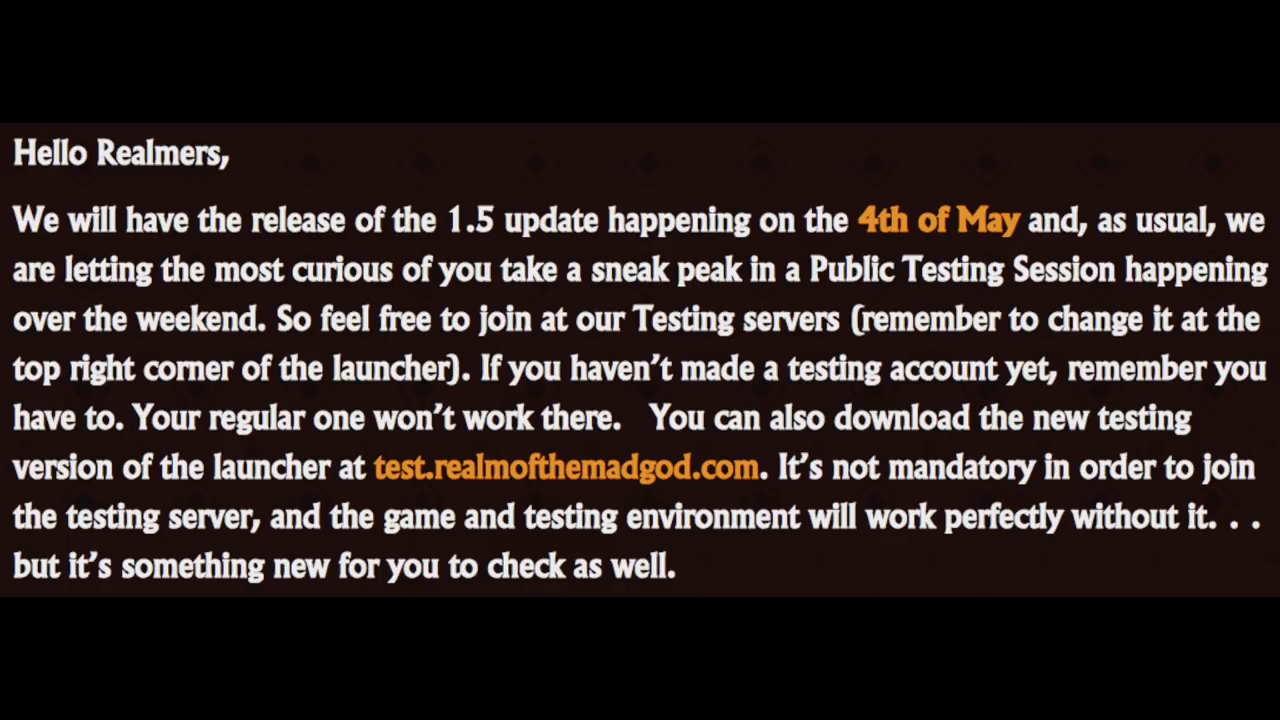 Hello Realmers,
We will have the release of the 1.5 update happening on the 4th of May and, as usual, we
are letting the most curious of you take a sneak peak in a Public Testing Session happening
over the weekend. So feel free to join at our Testing servers (remember to change it at the
top right corner of the launcher). If you haven’t made a testing account yet, remember you
have to. Your regular one won’t work there.   You can also download the new testing
version of the launcher at test.realmofthemadgod.com. It’s not mandatory in order to join
the testing server, and the game and testing environment will work perfectly without it. . .
but it’s something new for you to check as well.